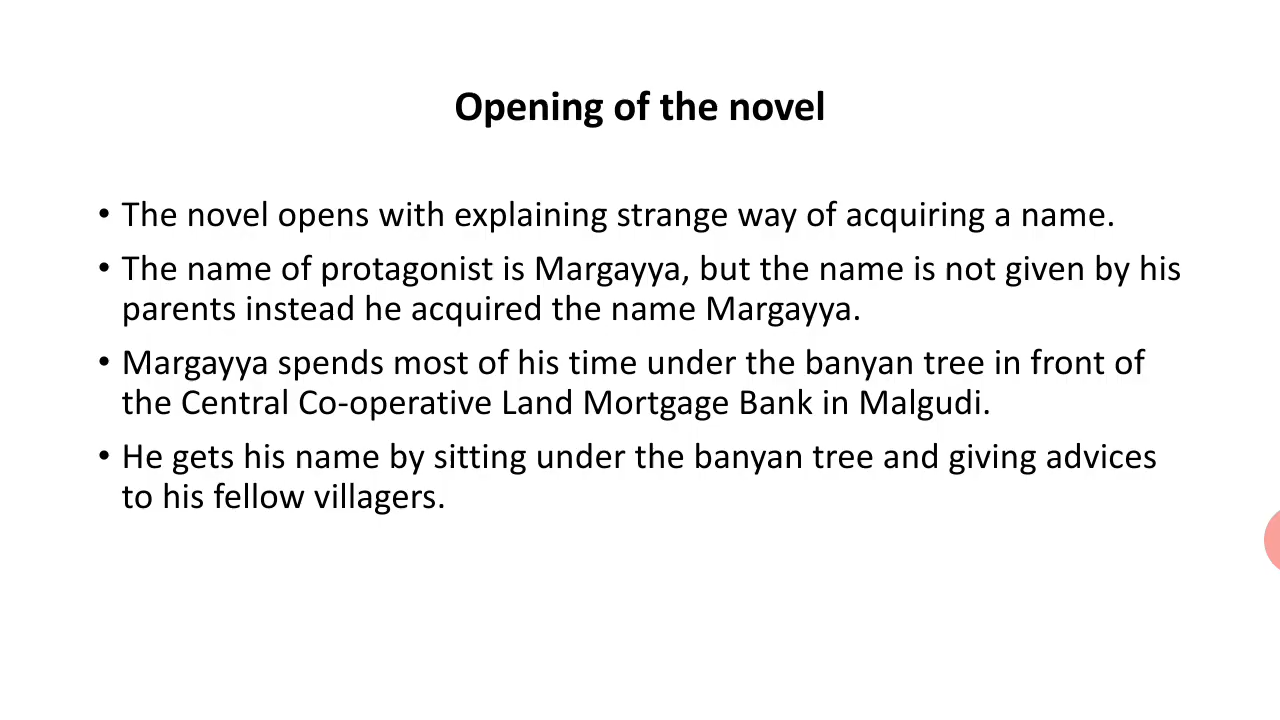 Opening of the novel
• The novel opens with explaining strange way of acquiring a name.
• The name of protagonist is Margayya, but the name is not given by his
parents instead he acquired the name Margayya.
• Margayya spends most of his time under the banyan tree in front of
the Central Co-operative Land Mortgage Bank in Malgudi.
• He gets his name by sitting under the banyan tree and giving advices
to his fellow villagers.